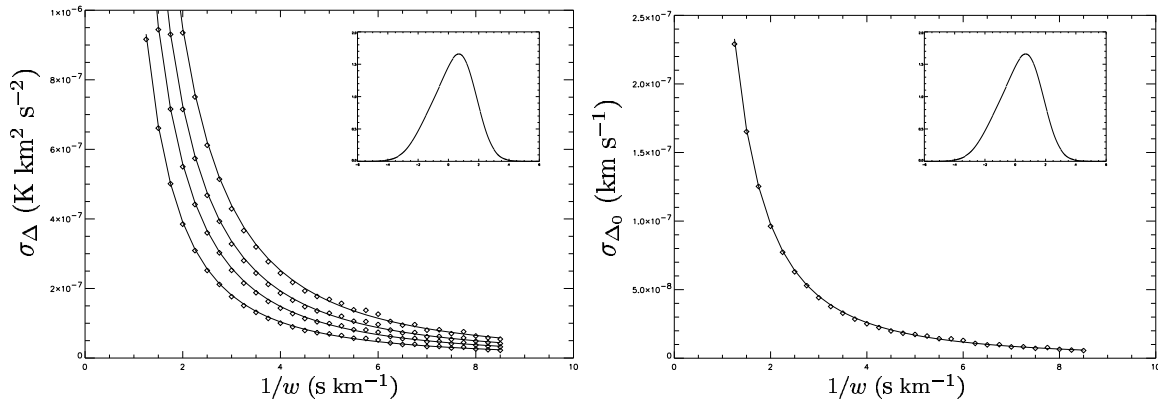 1×10⁻⁶
8×10⁻⁷
6×10⁻⁷
4×10⁻⁷
2×10⁻⁷
0
0 2 4 6 8 10
σ_Δ (K km² s⁻²)
1/w (s km⁻¹)
2.5×10⁻⁷
2.0×10⁻⁷
1.5×10⁻⁷
1.0×10⁻⁷
5.0×10⁻⁸
0
0 2 4 6 8 10
σ_Δ₀ (km s⁻¹)
1/w (s km⁻¹)